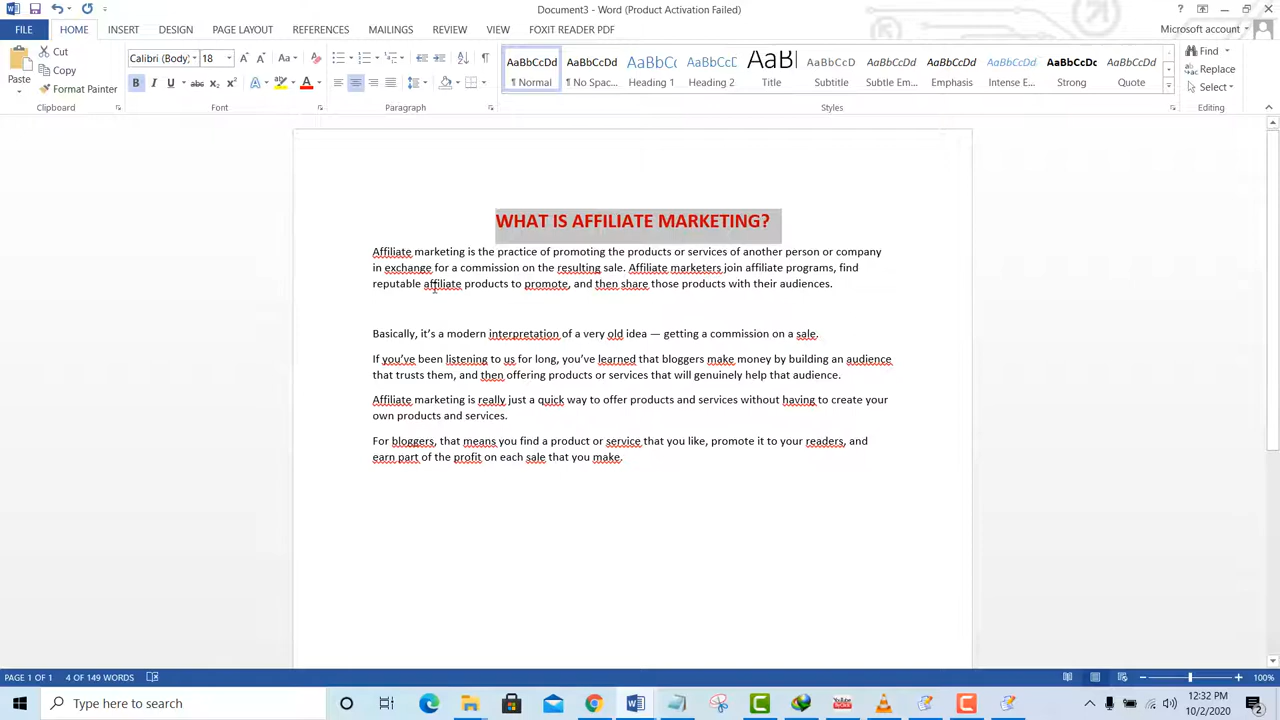 Document3 - Word (Product Activation Failed)
FILE HOME INSERT DESIGN PAGE LAYOUT REFERENCES MAILINGS REVIEW VIEW FOXIT READER PDF Microsoft account
Paste Cut Copy Format Painter
Calibri (Body) 18
AaBbCcDd AaBbCcDd AaBbCc AaBbCcC AaB AaBbCcD AaBbCcDd AaBbCcDd AaBbCcDd AaBbCcDd AaBbCcDd
¶ Normal ¶ No Spac... Heading 1 Heading 2 Title Subtitle Subtle Em... Emphasis Intense E... Strong Quote
Find
Replace
Select
Clipboard Font Paragraph Styles Editing
WHAT IS AFFILIATE MARKETING?
Affiliate marketing is the practice of promoting the products or services of another person or company
in exchange for a commission on the resulting sale. Affiliate marketers join affiliate programs, find
reputable affiliate products to promote, and then share those products with their audiences.
Basically, it’s a modern interpretation of a very old idea — getting a commission on a sale.
If you’ve been listening to us for long, you’ve learned that bloggers make money by building an audience
that trusts them, and then offering products or services that will genuinely help that audience.
Affiliate marketing is really just a quick way to offer products and services without having to create your
own products and services.
For bloggers, that means you find a product or service that you like, promote it to your readers, and
earn part of the profit on each sale that you make.
PAGE 1 OF 1 4 OF 149 WORDS 100%
Type here to search
12:32 PM
10/2/2020
2